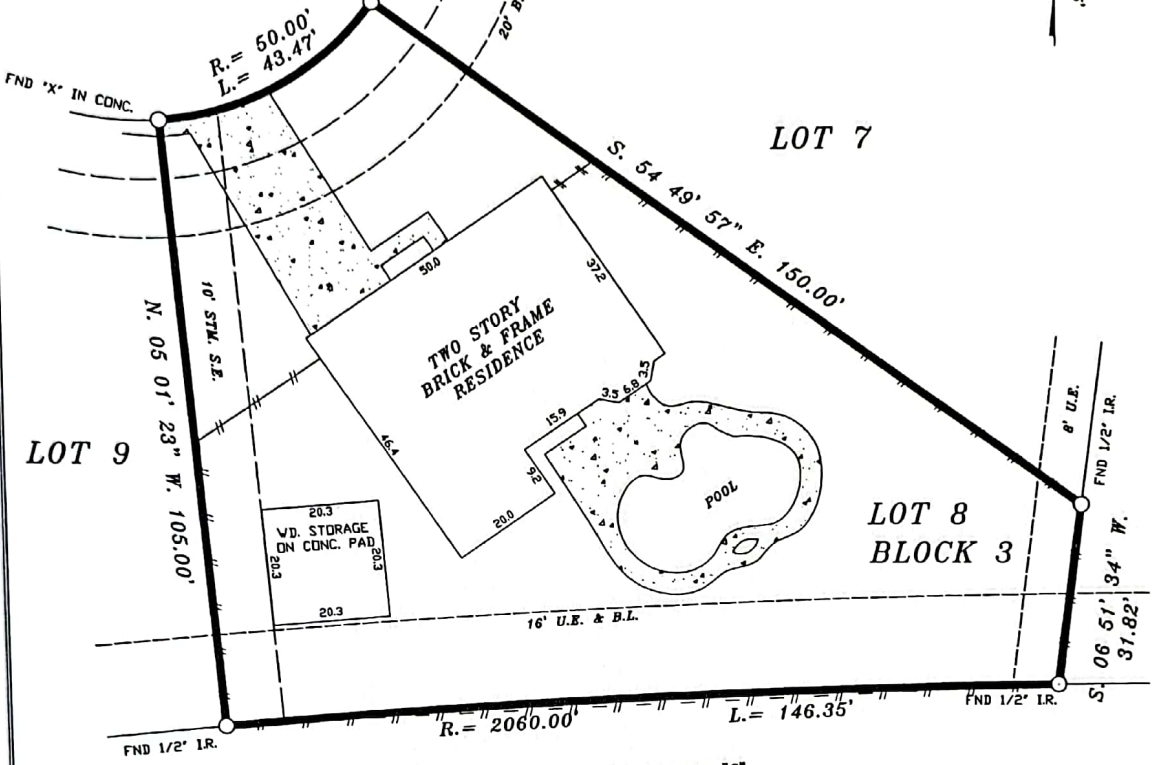 R.= 50.00'
L.= 43.47'
20' B.
FND "X" IN CONC.
LOT 7
S. 54 49' 57" E. 150.00'
50.0
37.2
TWO STORY
BRICK & FRAME
RESIDENCE
10' STM. S.E.
N. 05 01' 23" W. 105.00'
3.5
6.8
3.5
15.9
8' U.E.
FND 1/2" I.R.
LOT 9
46.4
9.2
POOL
20.0
LOT 8
BLOCK 3
20.3
WD. STORAGE
ON CONC. PAD
20.3
20.3
20.3
S. 06 51' 34" W.
31.82'
16' U.E. & B.L.
FND 1/2" I.R.
R.= 2060.00' L.= 146.35'
FND 1/2" I.R.